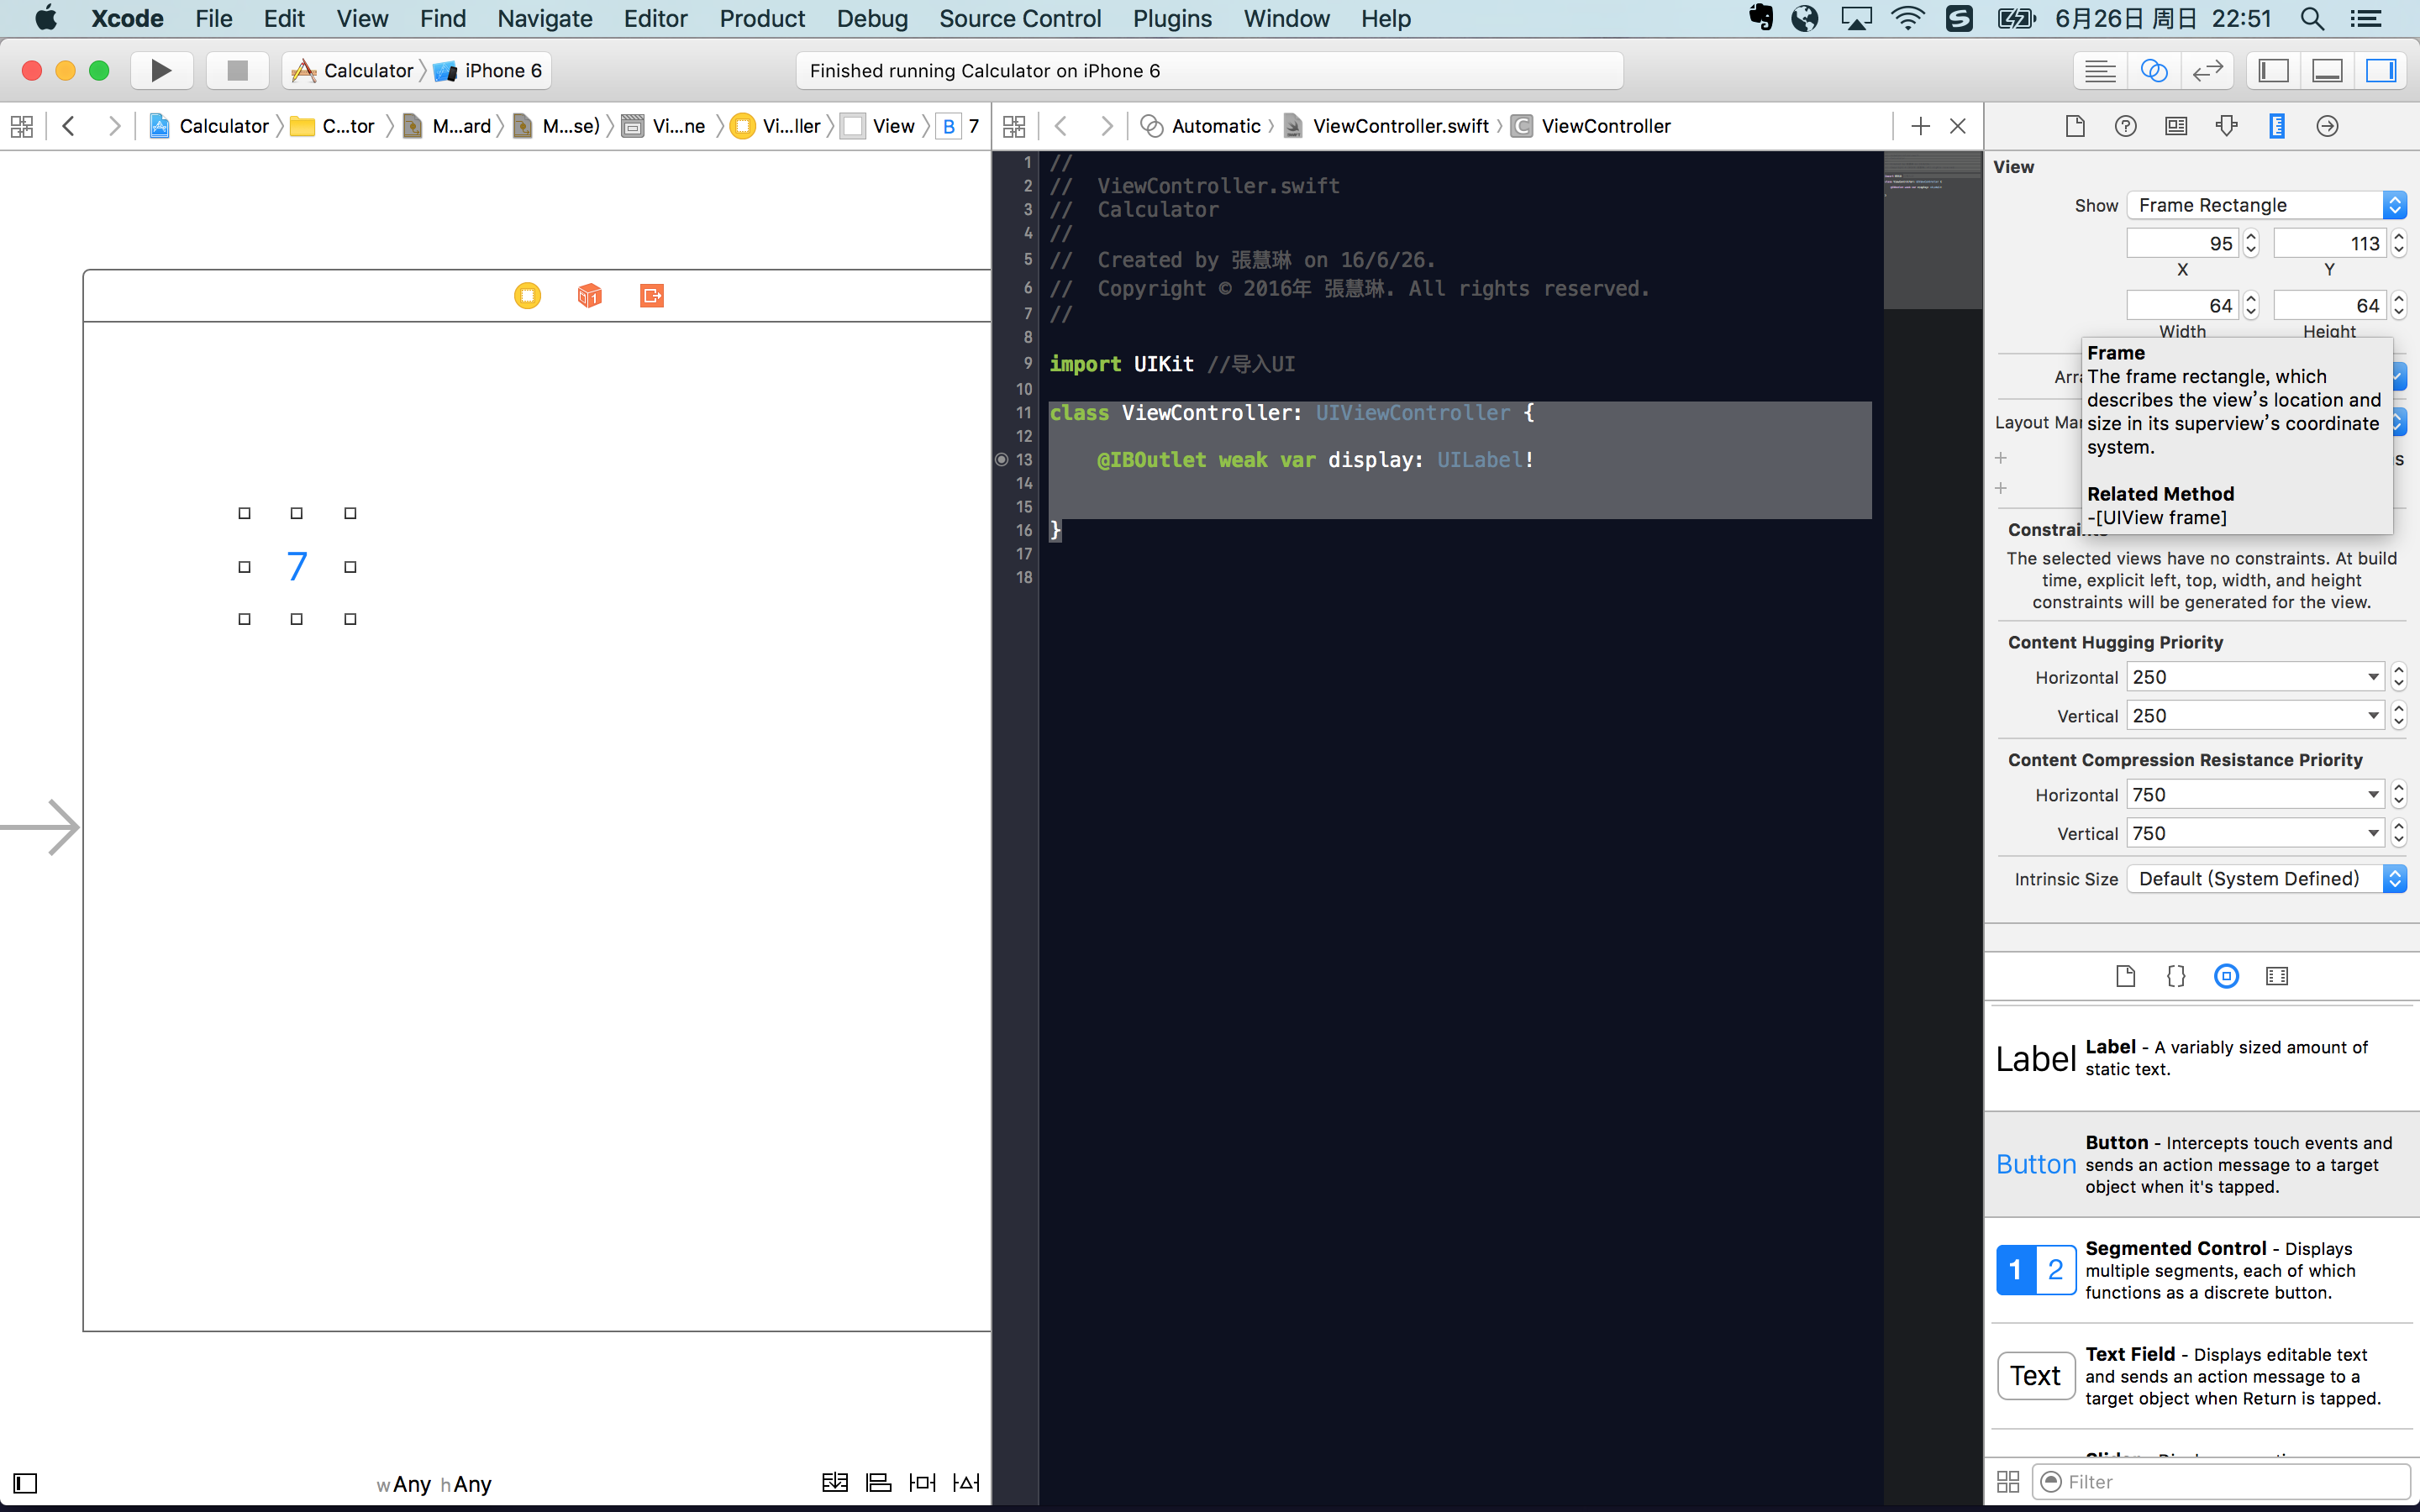 Xcode File Edit View Find Navigate Editor Product Debug Source Control Plugins Window Help 6月26日 周日 22:51
Calculator iPhone 6 Finished running Calculator on iPhone 6
Calculator C...tor M...ard M...se) Vi...ne Vi...ller View B 7
Automatic ViewController.swift C ViewController
7
wAny hAny
1 //
2 // ViewController.swift
3 // Calculator
4 //
5 // Created by 張慧琳 on 16/6/26.
6 // Copyright © 2016年 張慧琳. All rights reserved.
7 //
8
9 import UIKit //导入UI
10
11 class ViewController: UIViewController {
12
13 @IBOutlet weak var display: UILabel!
14
15
16 }
17
18
View
Show Frame Rectangle
95 113
X Y
64 64
Width Height
Frame
Arra The frame rectangle, which
describes the view's location and
Layout Mar size in its superview's coordinate
system.
Related Method
-[UIView frame]
Constraints
The selected views have no constraints. At build
time, explicit left, top, width, and height
constraints will be generated for the view.
Content Hugging Priority
Horizontal 250
Vertical 250
Content Compression Resistance Priority
Horizontal 750
Vertical 750
Intrinsic Size Default (System Defined)
Label Label - A variably sized amount of
static text.
Button Button - Intercepts touch events and
sends an action message to a target
object when it's tapped.
1 2 Segmented Control - Displays
multiple segments, each of which
functions as a discrete button.
Text Text Field - Displays editable text
and sends an action message to a
target object when Return is tapped.
Filter